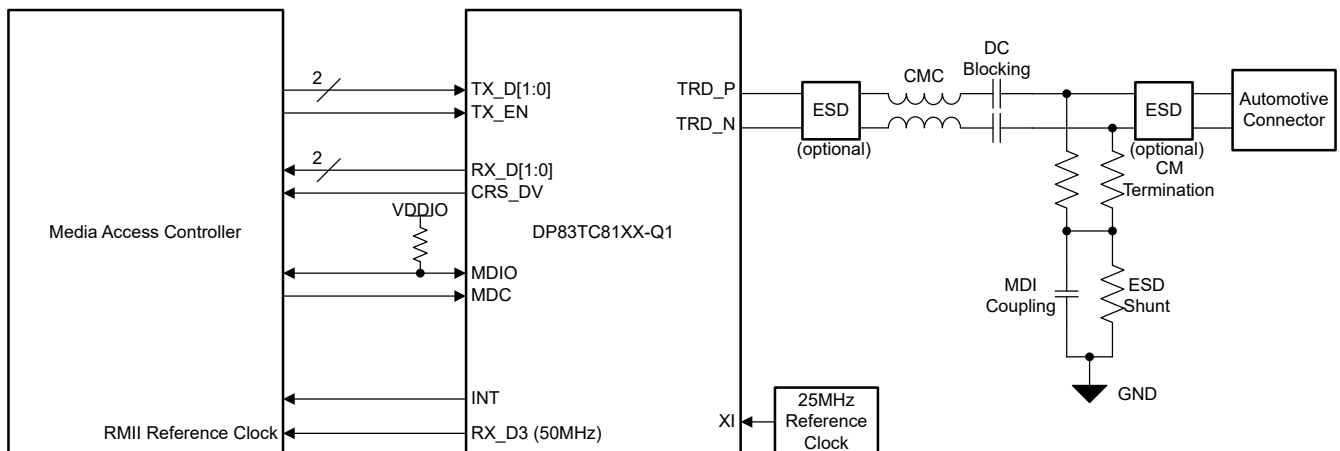 Media Access Controller
RMII Reference Clock
2
2
VDDIO
TX_D[1:0]
TX_EN
RX_D[1:0]
CRS_DV
MDIO
MDC
INT
RX_D3 (50MHz)
DP83TC81XX-Q1
TRD_P
TRD_N
XI
25MHz
Reference
Clock
ESD
(optional)
CMC
DC
Blocking
ESD
(optional)
CM
Termination
Automotive
Connector
MDI
Coupling
ESD
Shunt
GND